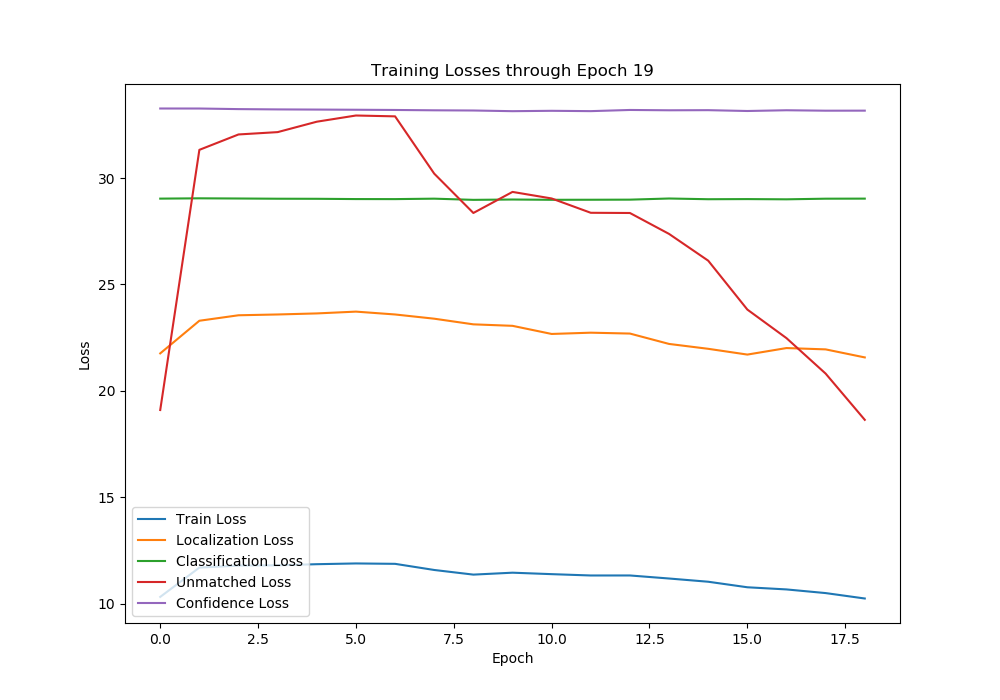 Training Losses through Epoch 19
Loss
30
25
20
15
10
Train Loss
Localization Loss
Classification Loss
Unmatched Loss
Confidence Loss
0.0 2.5 5.0 7.5 10.0 12.5 15.0 17.5
Epoch